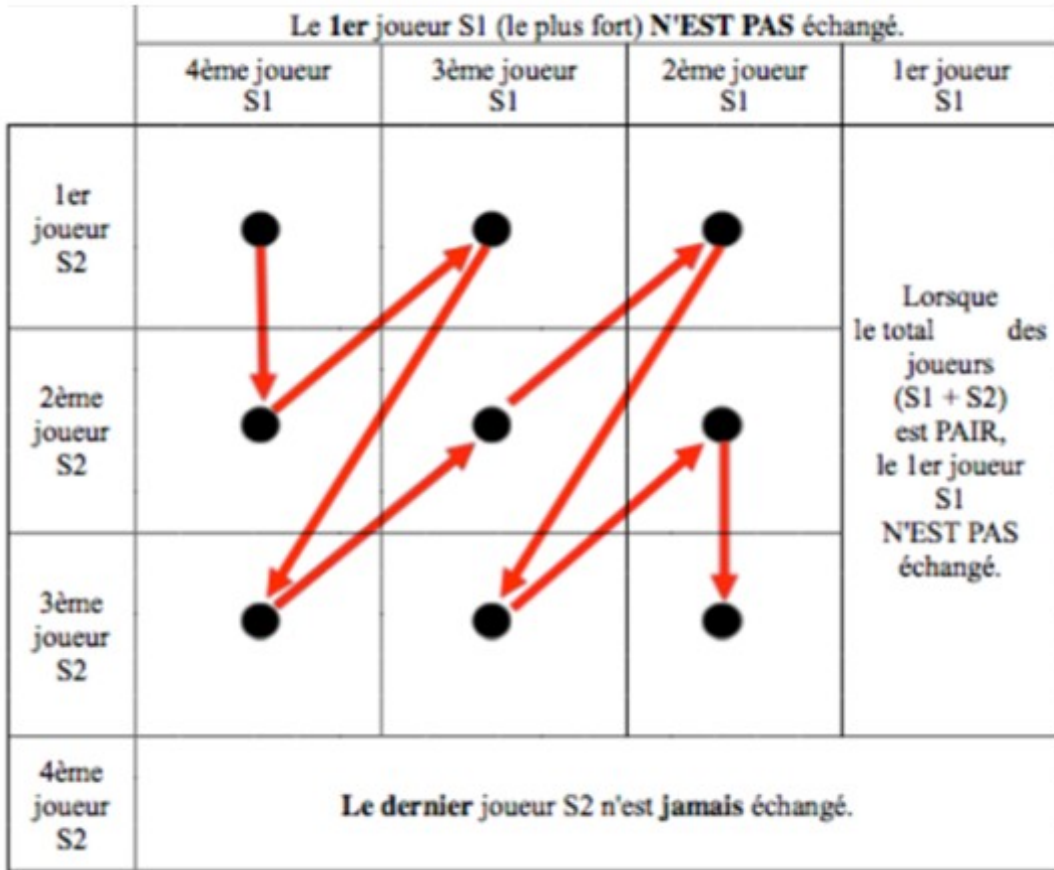 Le 1er joueur S1 (le plus fort) N'EST PAS échangé.
4ème joueur
S1
3ème joueur
S1
2ème joueur
S1
1er joueur
S1
1er
joueur
S2
2ème
joueur
S2
3ème
joueur
S2
Lorsque
le total des
joueurs
(S1 + S2)
est PAIR,
le 1er joueur
S1
N'EST PAS
échangé.
4ème
joueur
S2
Le dernier joueur S2 n'est jamais échangé.